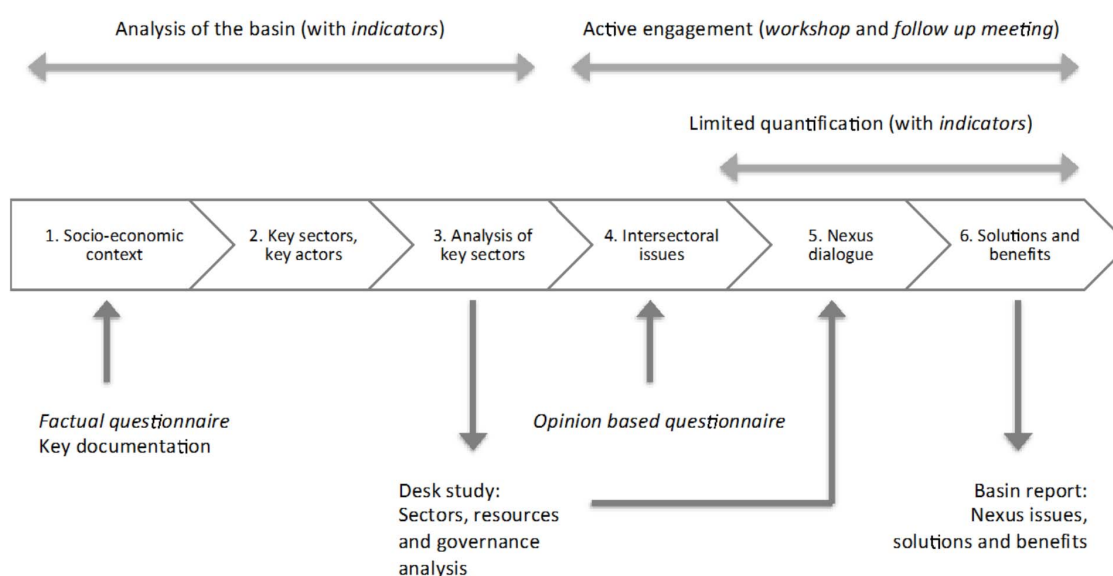 Analysis of the basin (with indicators)
Active engagement (workshop and follow up meeting)
Limited quantification (with indicators)
1. Socio-economic
context
2. Key sectors,
key actors
3. Analysis of
key sectors
4. Intersectoral
issues
5. Nexus
dialogue
6. Solutions and
benefits
Factual questionnaire
Key documentation
Opinion based questionnaire
Desk study:
Sectors, resources
and governance
analysis
Basin report:
Nexus issues,
solutions and benefits